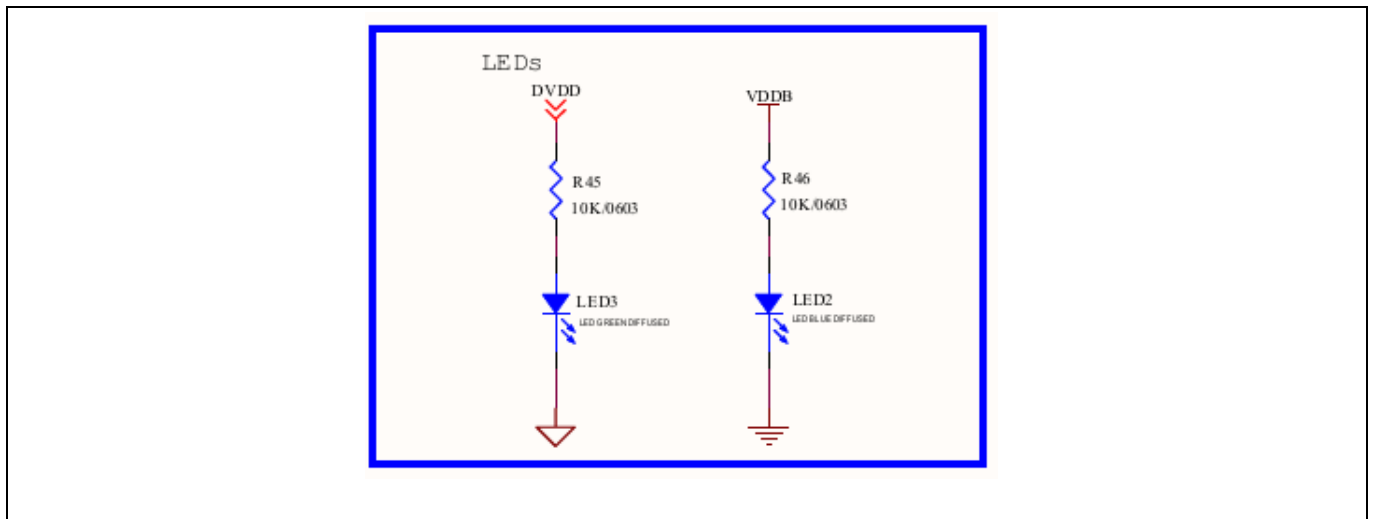 LEDs
DVDD
VDDB
R45
10K/0603
R46
10K/0603
LED3
LED GREEN DIFFUSED
LED2
LED BLUE DIFFUSED